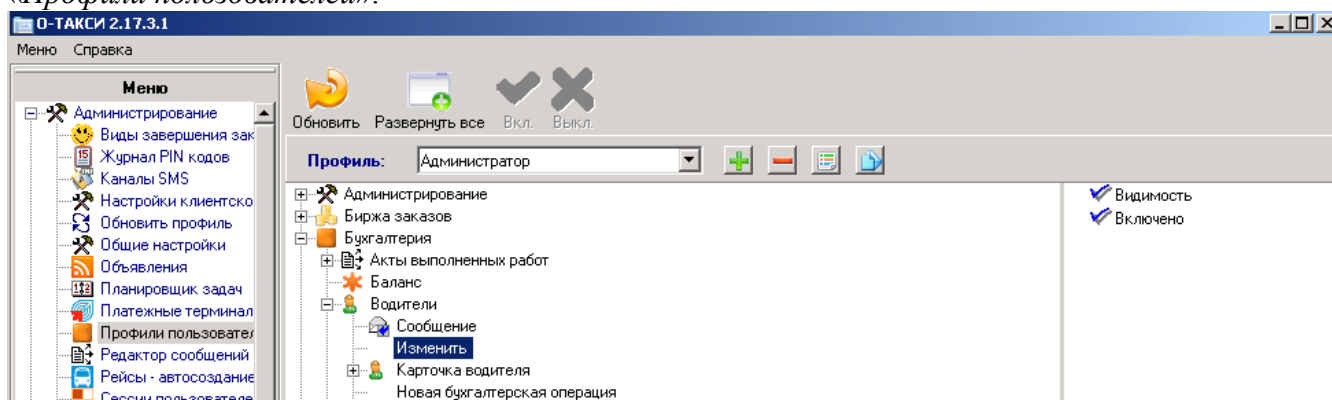 «Профили пользователей».
О-ТАКСИ 2.17.3.1
Меню Справка
Меню
Администрирование
Виды завершения зак
Журнал PIN кодов
Каналы SMS
Настройки клиентско
Обновить профиль
Общие настройки
Объявления
Планировщик задач
Платежные терминал
Профили пользовател
Редактор сообщений
Рейсы - автосоздание
Сессии пользователе
Обновить Развернуть все Вкл. Выкл.
Профиль: Администратор
Администрирование
Биржа заказов
Бухгалтерия
Акты выполненных работ
Баланс
Водители
Сообщение
Изменить
Карточка водителя
Новая бухгалтерская операция
Видимость
Включено